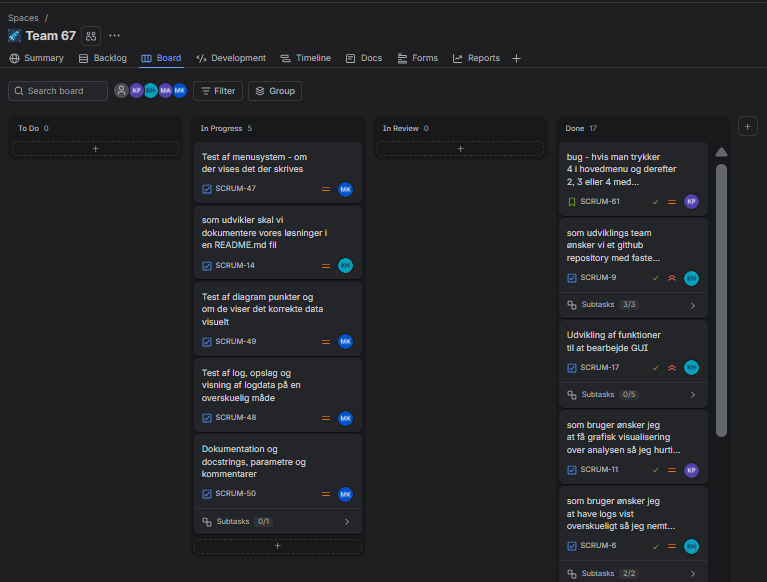 Spaces /
Team 67
Summary Backlog Board Development Timeline Docs Forms Reports
Search board KP KH MA MK Filter Group
To Do 0
In Progress 5
Test af menusystem - om
der vises det der skrives
SCRUM-47 MK
som udvikler skal vi
dokumentere vores løsninger i
en README.md fil
SCRUM-14 KH
Test af diagram punkter og
om de viser det korrekte data
visuelt
SCRUM-49 MK
Test af log, opslag og
visning af logdata på en
overskuelig måde
SCRUM-48 MK
Dokumentation og
docstrings, parametre og
kommentarer
SCRUM-50 MK
Subtasks 0/1
In Review 0
Done 17
bug - hvis man trykker
4 i hovedmenu og derefter
2, 3 eller 4 med...
SCRUM-61 KP
som udviklings team
ønsker vi et github
repository med faste...
SCRUM-9 KH
Subtasks 3/3
Udvikling af funktioner
til at bearbejde GUI
SCRUM-17 KH
Subtasks 0/5
som bruger ønsker jeg
at få grafisk visualisering
over analysen så jeg hurti...
SCRUM-11 KP
som bruger ønsker jeg
at have logs vist
overskueligt så jeg nemt...
SCRUM-6 KH
Subtasks 2/2